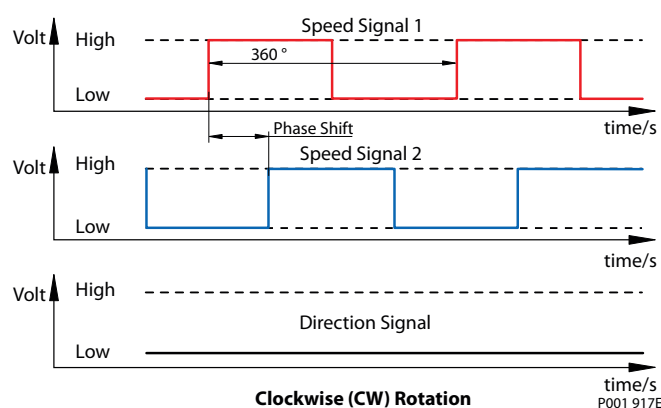 Speed Signal 1
Volt
High
360 °
Low
time/s
Phase Shift
Speed Signal 2
Volt
High
Low
time/s
Volt
High
Direction Signal
Low
time/s
Clockwise (CW) Rotation
P001 917E